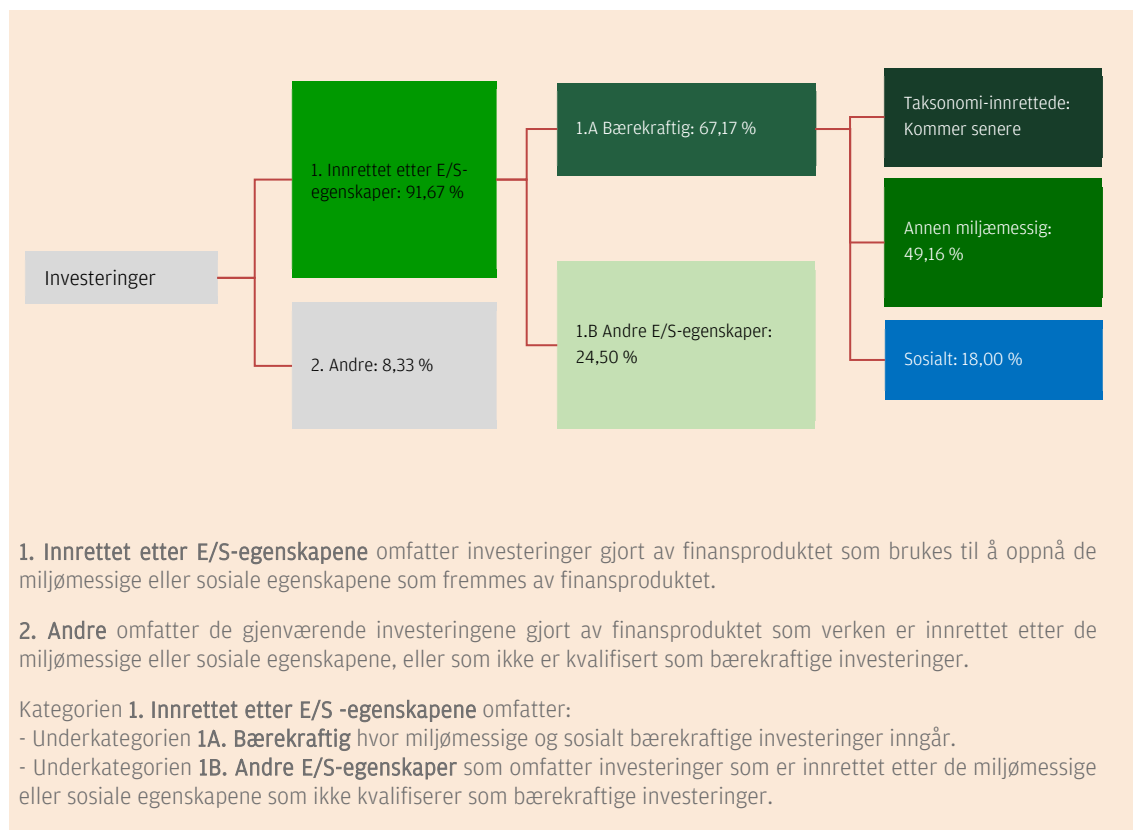 Investeringer
1. Innrettet etter E/S-
egenskaper: 91,67 %
2. Andre: 8,33 %
1.A Bærekraftig: 67,17 %
1.B Andre E/S-egenskaper:
24,50 %
Taksonomi-innrettede:
Kommer senere
Annen miljæmessig:
49,16 %
Sosialt: 18,00 %
1. Innrettet etter E/S-egenskapene omfatter investeringer gjort av finansproduktet som brukes til å oppnå de
miljømessige eller sosiale egenskapene som fremmes av finansproduktet.
2. Andre omfatter de gjenværende investeringene gjort av finansproduktet som verken er innrettet etter de
miljømessige eller sosiale egenskapene, eller som ikke er kvalifisert som bærekraftige investeringer.
Kategorien 1. Innrettet etter E/S -egenskapene omfatter:
- Underkategorien 1A. Bærekraftig hvor miljømessige og sosialt bærekraftige investeringer inngår.
- Underkategorien 1B. Andre E/S-egenskaper som omfatter investeringer som er innrettet etter de miljømessige
eller sosiale egenskapene som ikke kvalifiserer som bærekraftige investeringer.